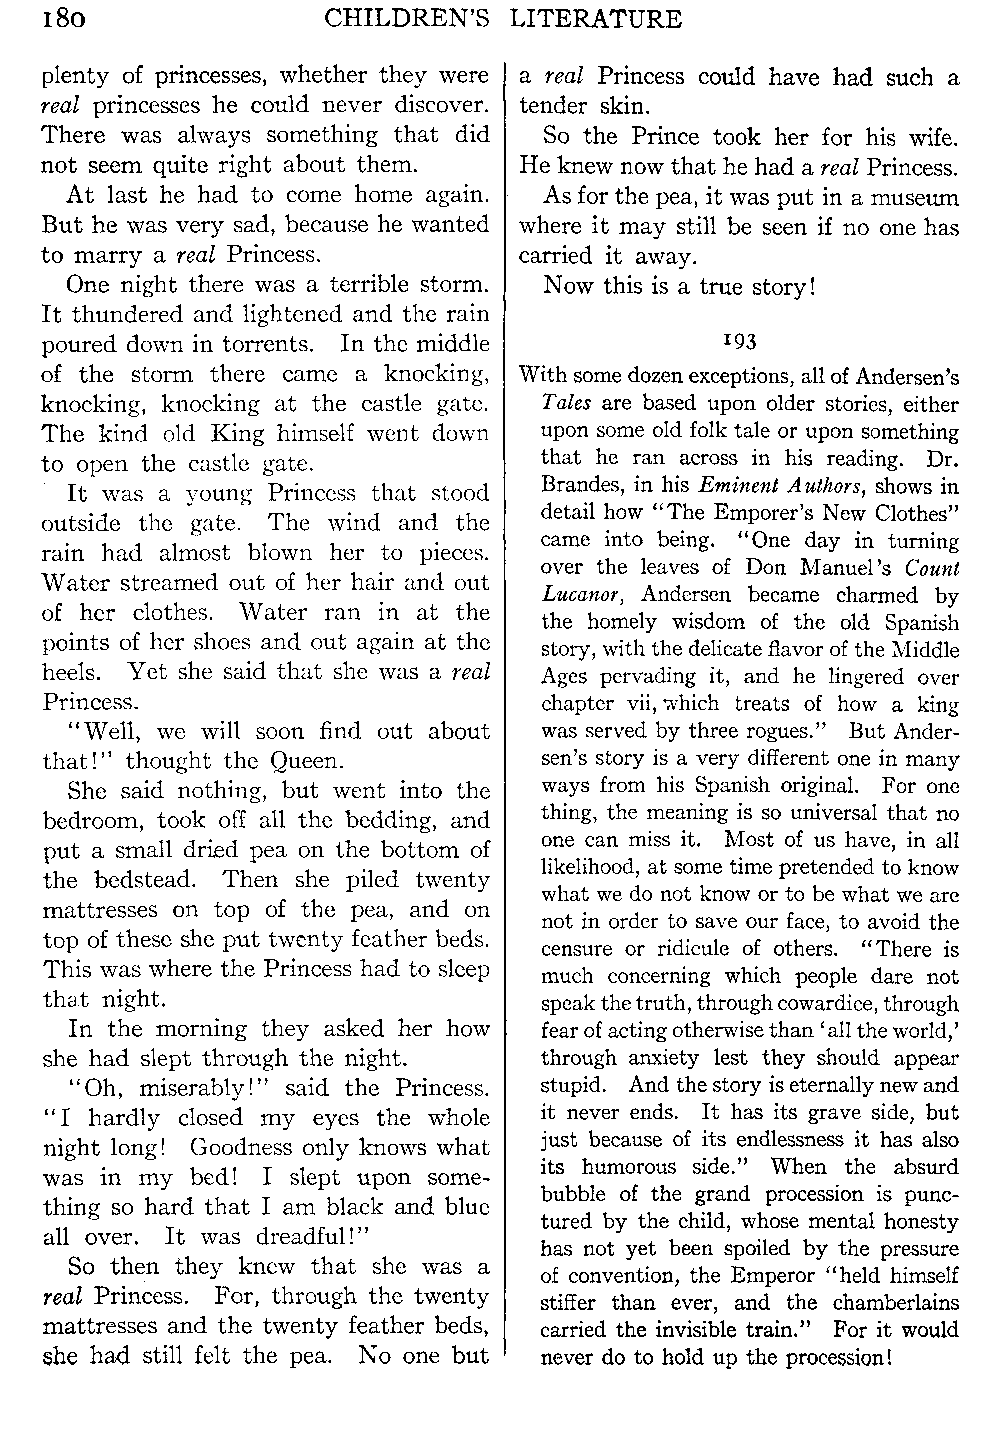 180 CHILDREN'S LITERATURE
plenty of princesses, whether they were
real princesses he could never discover.
There was always something that did
not seem quite right about them.
At last he had to come home again.
But he was very sad, because he wanted
to marry a real Princess.
One night there was a terrible storm.
It thundered and lightened and the rain
poured down in torrents. In the middle
of the storm there came a knocking,
knocking, knocking at the castle gate.
The kind old King himself went down
to open the castle gate.
It was a young Princess that stood
outside the gate. The wind and the
rain had almost blown her to pieces.
Water streamed out of her hair and out
of her clothes. Water ran in at the
points of her shoes and out again at the
heels. Yet she said that she was a real
Princess.
"Well, we will soon find out about
that!" thought the Queen.
She said nothing, but went into the
bedroom, took off all the bedding, and
put a small dried pea on the bottom of
the bedstead. Then she piled twenty
mattresses on top of the pea, and on
top of these she put twenty feather beds.
This was where the Princess had to sleep
that night.
In the morning they asked her how
she had slept through the night.
"Oh, miserably!" said the Princess.
"I hardly closed my eyes the whole
night long! Goodness only knows what
was in my bed! I slept upon some-
thing so hard that I am black and blue
all over. It was dreadful!"
So then they knew that she was a
real Princess. For, through the twenty
mattresses and the twenty feather beds,
she had still felt the pea. No one but
a real Princess could have had such a
tender skin.
So the Prince took her for his wife.
He knew now that he had a real Princess.
As for the pea, it was put in a museum
where it may still be seen if no one has
carried it away.
Now this is a true story!
193
With some dozen exceptions, all of Andersen's
Tales are based upon older stories, either
upon some old folk tale or upon something
that he ran across in his reading. Dr.
Brandes, in his Eminent Authors, shows in
detail how "The Emporer's New Clothes"
came into being. "One day in turning
over the leaves of Don Manuel's Count
Lucanor, Andersen became charmed by
the homely wisdom of the old Spanish
story, with the delicate flavor of the Middle
Ages pervading it, and he lingered over
chapter vii, which treats of how a king
was served by three rogues." But Ander-
sen's story is a very different one in many
ways from his Spanish original. For one
thing, the meaning is so universal that no
one can miss it. Most of us have, in all
likelihood, at some time pretended to know
what we do not know or to be what we are
not in order to save our face, to avoid the
censure or ridicule of others. "There is
much concerning which people dare not
speak the truth, through cowardice, through
fear of acting otherwise than 'all the world,'
through anxiety lest they should appear
stupid. And the story is eternally new and
it never ends. It has its grave side, but
just because of its endlessness it has also
its humorous side." When the absurd
bubble of the grand procession is punc-
tured by the child, whose mental honesty
has not yet been spoiled by the pressure
of convention, the Emperor "held himself
stiffer than ever, and the chamberlains
carried the invisible train." For it would
never do to hold up the procession!